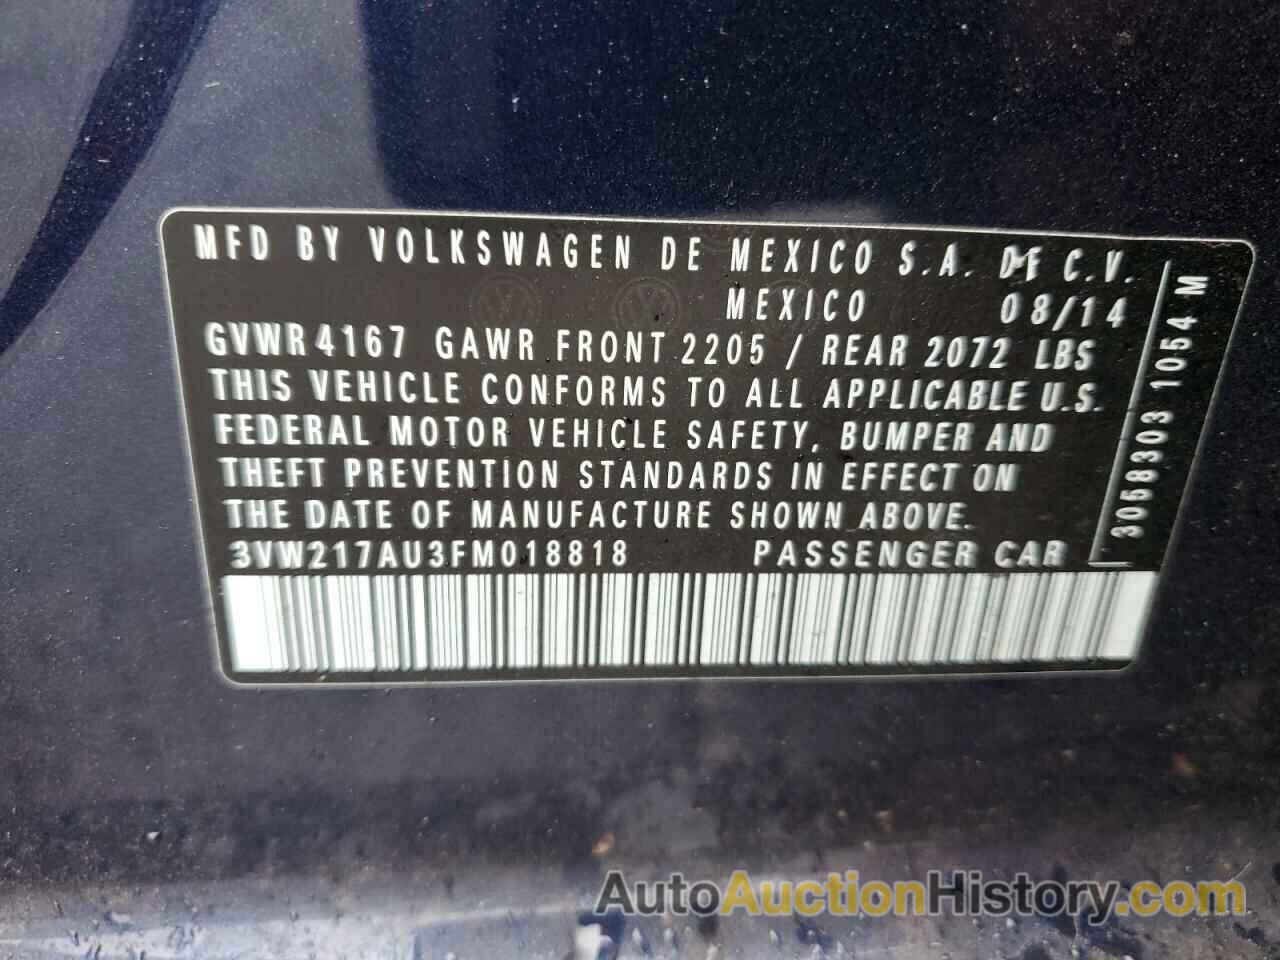 MFD BY VOLKSWAGEN DE MEXICO S.A. DE C.V.
MEXICO 08/14
GVWR 4167 GAWR FRONT 2205 / REAR 2072 LBS
THIS VEHICLE CONFORMS TO ALL APPLICABLE U.S.
FEDERAL MOTOR VEHICLE SAFETY, BUMPER AND
THEFT PREVENTION STANDARDS IN EFFECT ON
THE DATE OF MANUFACTURE SHOWN ABOVE.
3VW217AU3FM018818 PASSENGER CAR
3058303 1054 M
AutoAuctionHistory.com